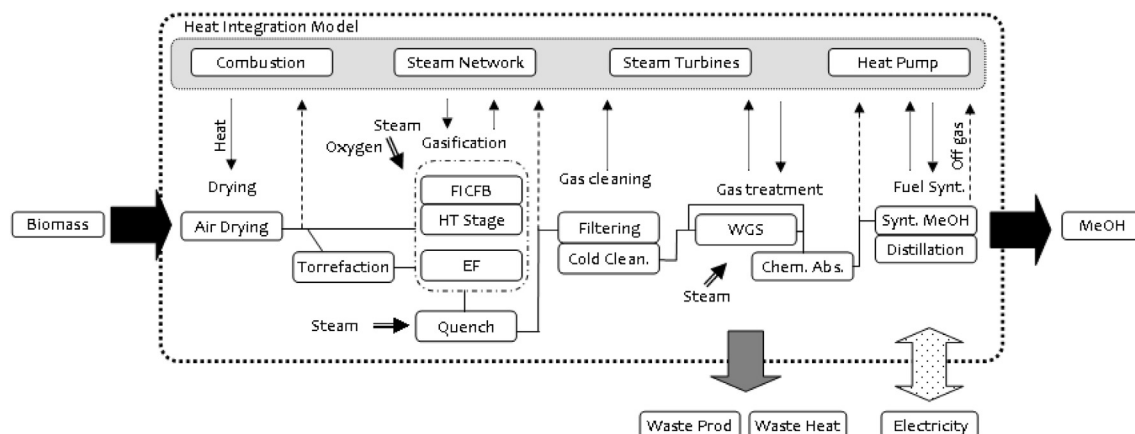 Heat Integration Model
Combustion
Steam Network
Steam Turbines
Heat Pump
Heat
Steam
Oxygen
Gasification
Off gas
Drying
Gas cleaning
Gas treatment
Fuel Synt.
FICFB
Biomass
Air Drying
HT Stage
Filtering
WGS
Synt. MeOH
MeOH
Torrefaction
EF
Cold Clean.
Chem. Abs.
Distillation
Steam
Steam
Quench
Waste Prod
Waste Heat
Electricity